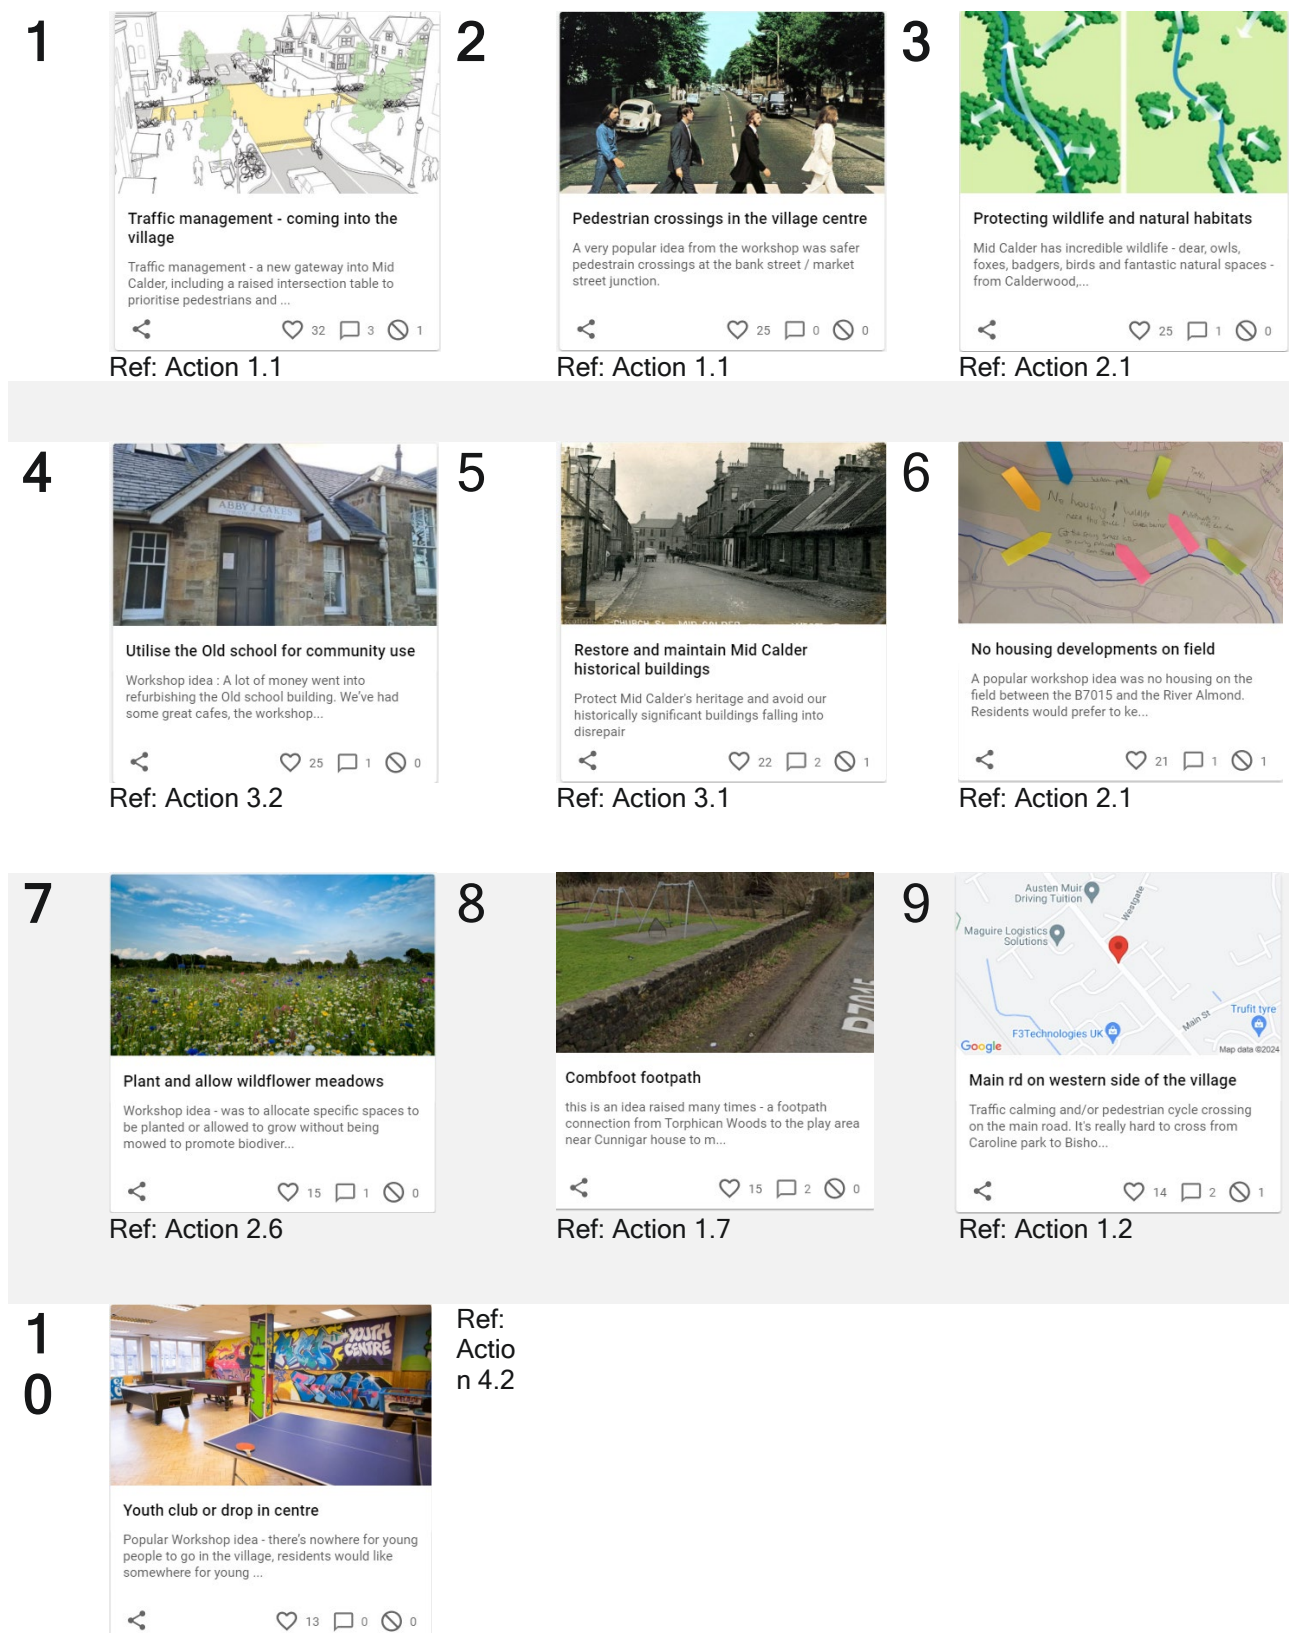 1
Traffic management - coming into the
village
Traffic management - a new gateway into Mid
Calder, including a raised intersection table to
prioritise pedestrians and ...
32 3 1
Ref: Action 1.1
2
Pedestrian crossings in the village centre
A very popular idea from the workshop was safer
pedestrain crossings at the bank street / market
street junction.
25 0 0
Ref: Action 1.1
3
Protecting wildlife and natural habitats
Mid Calder has incredible wildlife - dear, owls,
foxes, badgers, birds and fantastic natural spaces -
from Calderwood,...
25 1 0
Ref: Action 2.1
4
ABBY J CAKES
Utilise the Old school for community use
Workshop idea : A lot of money went into
refurbishing the Old school building. We've had
some great cafes, the workshop...
25 1 0
Ref: Action 3.2
5
CHURCH St. MID CALDER
Restore and maintain Mid Calder
historical buildings
Protect Mid Calder's heritage and avoid our
historically significant buildings falling into
disrepair
22 2 1
Ref: Action 3.1
6
No housing!
No housing developments on field
A popular workshop idea was no housing on the
field between the B7015 and the River Almond.
Residents would prefer to ke...
21 1 1
Ref: Action 2.1
7
Plant and allow wildflower meadows
Workshop idea - was to allocate specific spaces to
be planted or allowed to grow without being
mowed to promote biodiver...
15 1 0
Ref: Action 2.6
8
Combfoot footpath
this is an idea raised many times - a footpath
connection from Torphican Woods to the play area
near Cunnigar house to m...
15 2 0
Ref: Action 1.7
9
Austen Muir
Driving Tuition
Westgate
Maguire Logistics
Solutions
Trufit tyre
Main St
F3Technologies UK
Google
Map data ©2024
Main rd on western side of the village
Traffic calming and/or pedestrian cycle crossing
on the main road. It's really hard to cross from
Caroline park to Bisho...
14 2 1
Ref: Action 1.2
1
0
YOUTH
CENTRE
Youth club or drop in centre
Popular Workshop idea - there's nowhere for young
people to go in the village, residents would like
somewhere for young ...
13 0 0
Ref:
Actio
n 4.2